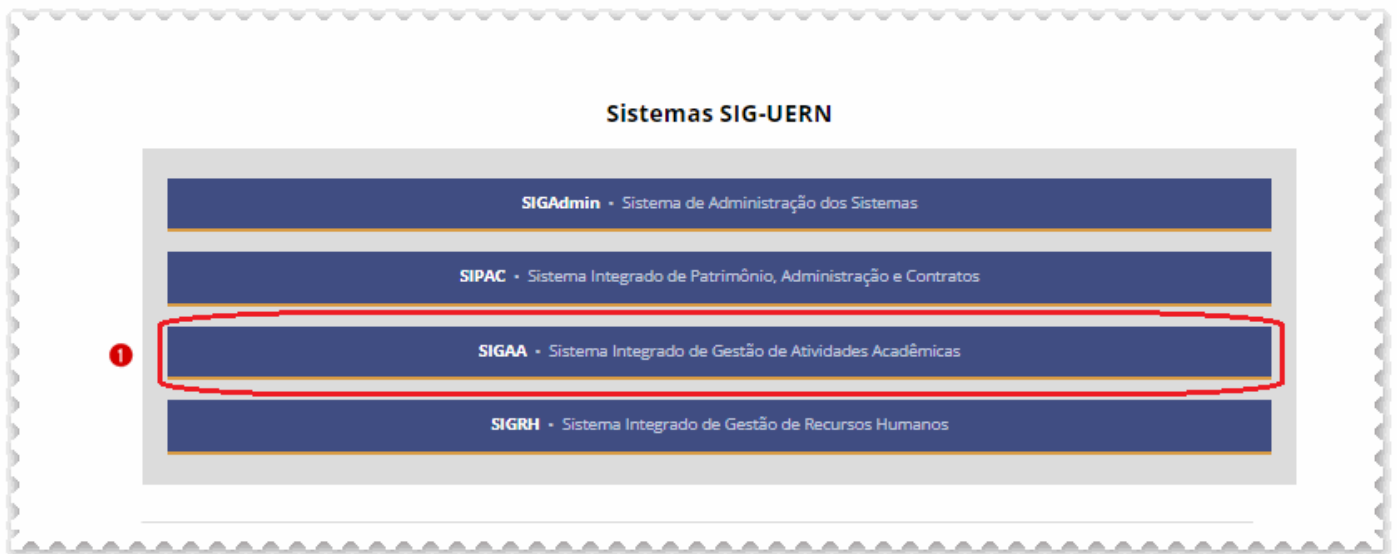 Sistemas SIG-UERN
SIGAdmin • Sistema de Administração dos Sistemas
SIPAC • Sistema Integrado de Patrimônio, Administração e Contratos
1
SIGAA • Sistema Integrado de Gestão de Atividades Acadêmicas
SIGRH • Sistema Integrado de Gestão de Recursos Humanos